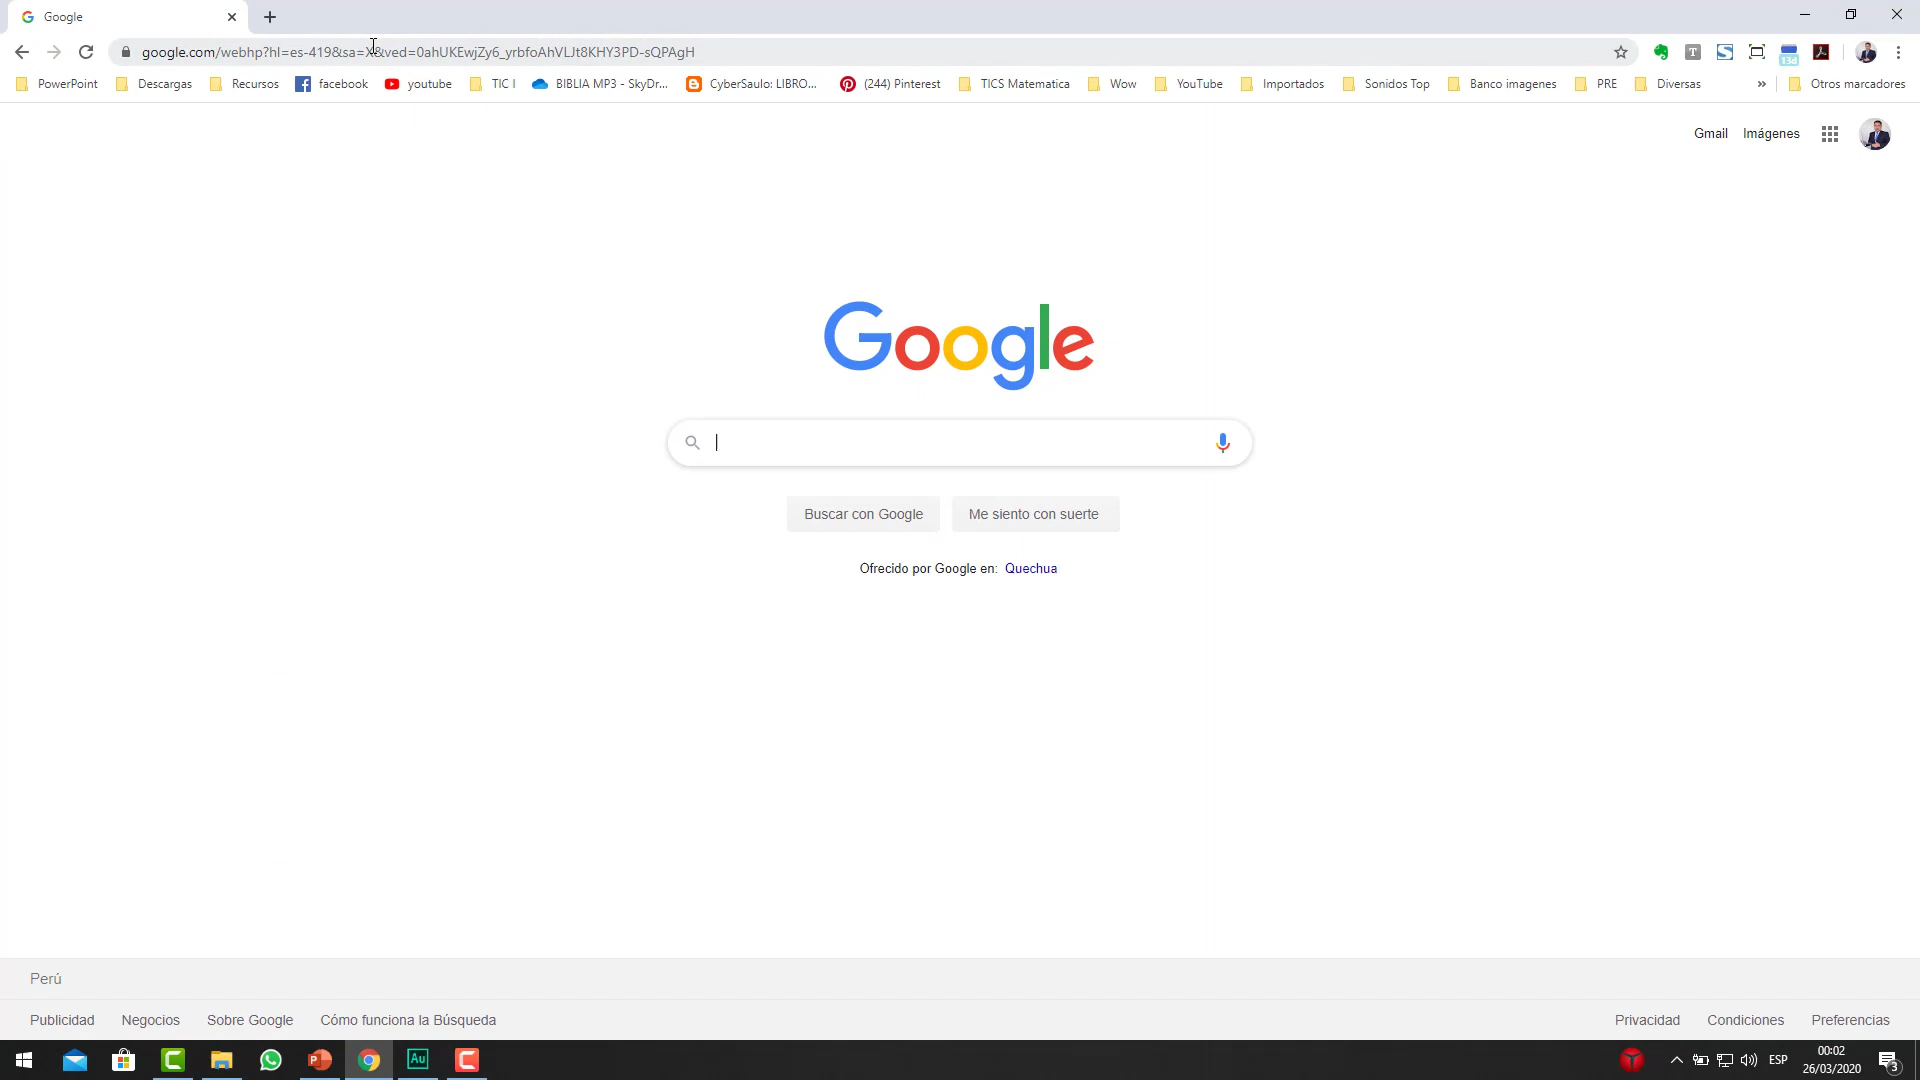 Google
google.com/webhp?hl=es-419&sa=X&ved=0ahUKEwjZy6_yrbfoAhVLJt8KHY3PD-sQPAgH
13d
PowerPoint Descargas Recursos facebook youtube TIC I BIBLIA MP3 - SkyDr... CyberSaulo: LIBRO... (244) Pinterest TICS Matematica Wow YouTube Importados Sonidos Top Banco imagenes PRE Diversas » Otros marcadores
Gmail Imágenes
Google
Buscar con Google Me siento con suerte
Ofrecido por Google en: Quechua
Perú
Publicidad Negocios Sobre Google Cómo funciona la Búsqueda Privacidad Condiciones Preferencias
Au ESP 00:02
26/03/2020 3